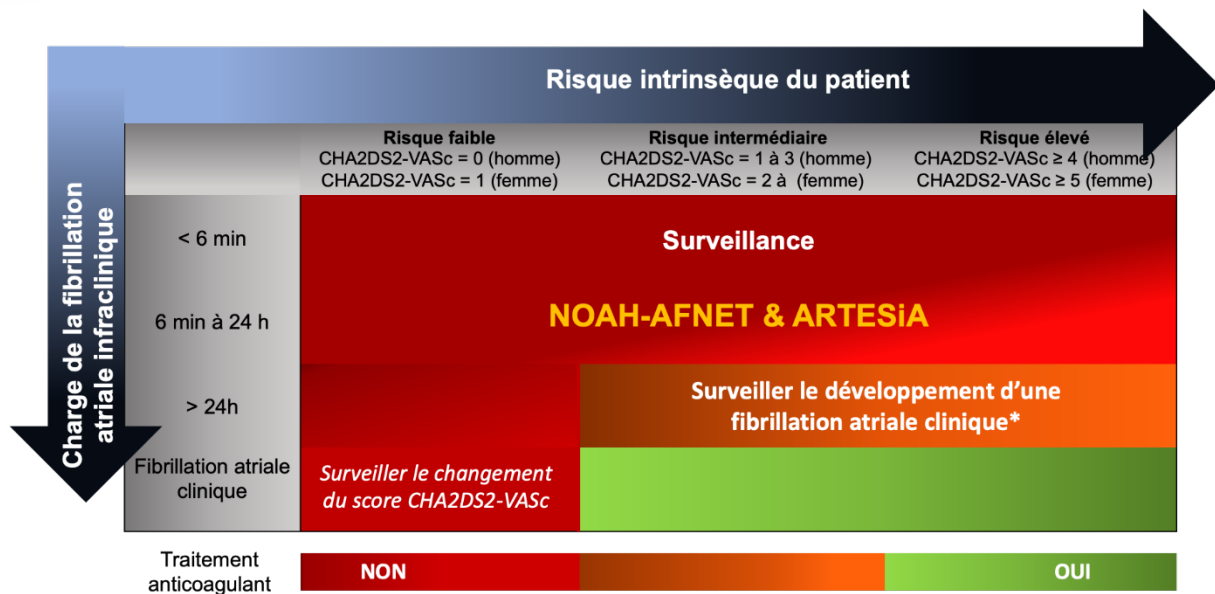 Risque intrinsèque du patient
Charge de la fibrillation
atriale infraclinique
Risque faible
CHA2DS2-VASc = 0 (homme)
CHA2DS2-VASc = 1 (femme)
Risque intermédiaire
CHA2DS2-VASc = 1 à 3 (homme)
CHA2DS2-VASc = 2 à (femme)
Risque élevé
CHA2DS2-VASc ≥ 4 (homme)
CHA2DS2-VASc ≥ 5 (femme)
< 6 min
Surveillance
6 min à 24 h
NOAH-AFNET & ARTESiA
> 24h
Surveiller le développement d’une
fibrillation atriale clinique*
Fibrillation atriale
clinique
Surveiller le changement
du score CHA2DS2-VASc
Traitement
anticoagulant
NON
OUI